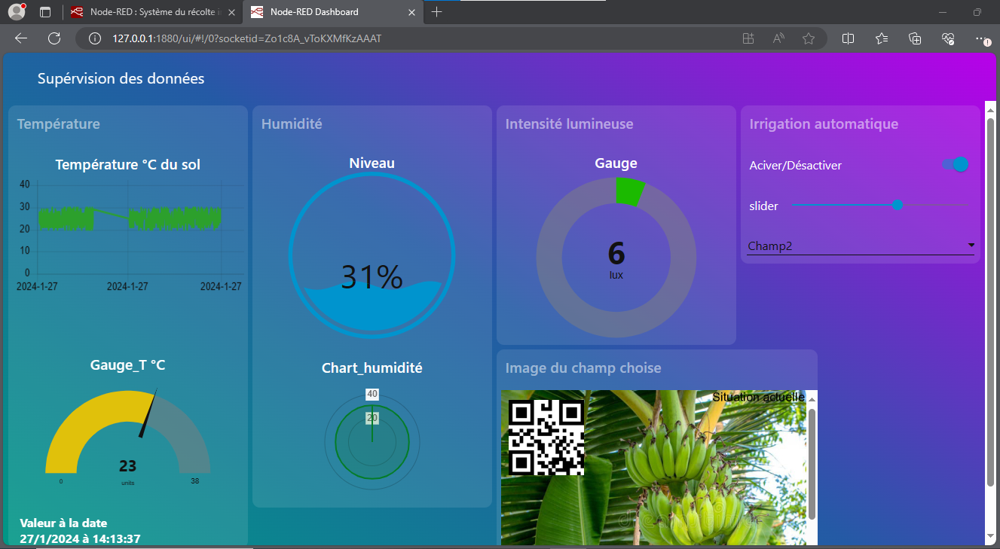 Node-RED : Système du récolte i
Node-RED Dashboard
127.0.0.1:1880/ui/#!/0?socketid=Zo1c8A_vToKXMfKzAAAT
Supérvision des données
Température
Température °C du sol
40
30
20
10
0
2024-1-27 2024-1-27 2024-1-27
Gauge_T °C
23
units
0 38
Valeur à la date
27/1/2024 à 14:13:37
Humidité
Niveau
31%
Chart_humidité
40
20
Intensité lumineuse
Gauge
6
lux
Irrigation automatique
Aciver/Désactiver
slider
Champ2
Image du champ choise
Situation actuelle